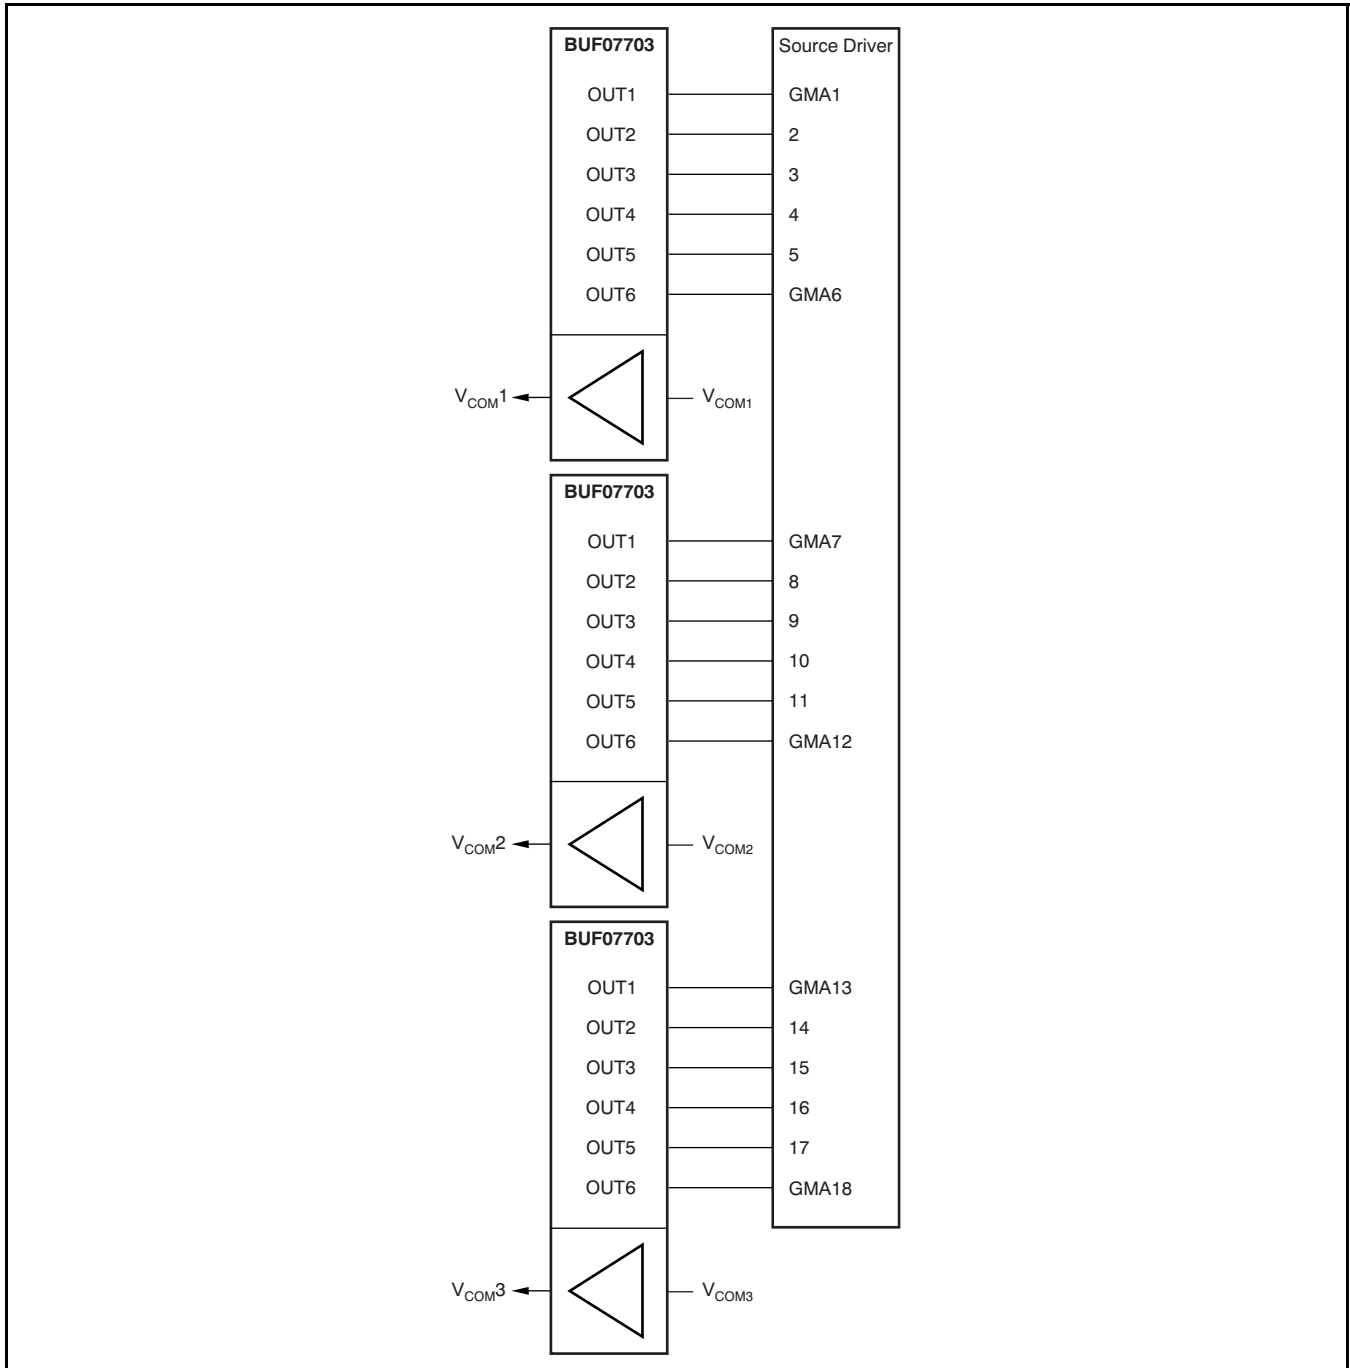 BUF07703 Source Driver
OUT1 GMA1
OUT2 2
OUT3 3
OUT4 4
OUT5 5
OUT6 GMA6
VCOM1 VCOM1
BUF07703
OUT1 GMA7
OUT2 8
OUT3 9
OUT4 10
OUT5 11
OUT6 GMA12
VCOM2 VCOM2
BUF07703
OUT1 GMA13
OUT2 14
OUT3 15
OUT4 16
OUT5 17
OUT6 GMA18
VCOM3 VCOM3